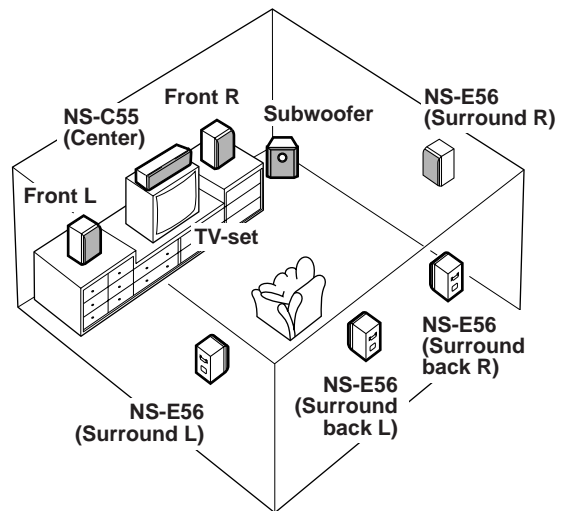 Front R
NS-C55
(Center)
Subwoofer
NS-E56
(Surround R)
Front L
TV-set
NS-E56
(Surround
back R)
NS-E56
(Surround
back L)
NS-E56
(Surround L)